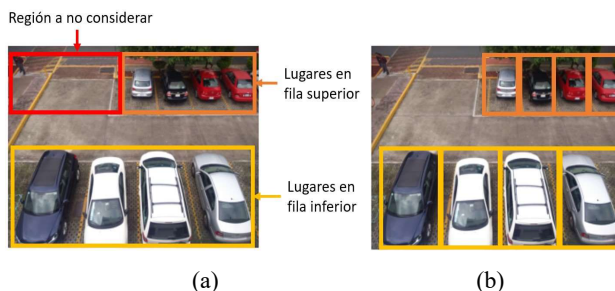 Región a no considerar
Lugares en
fila superior
Lugares en
fila inferior
(a)
(b)